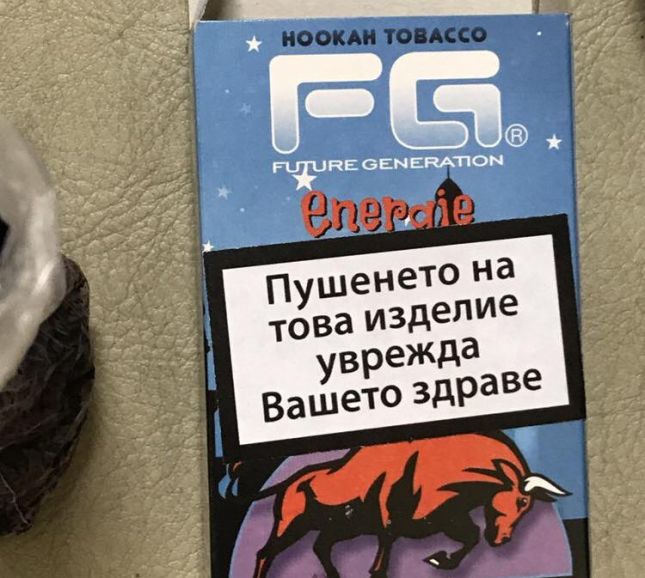 HOOKAH TOBACCO
FG®
FUTURE GENERATION
energie
Пушенето на
това изделие
уврежда
Вашето здраве